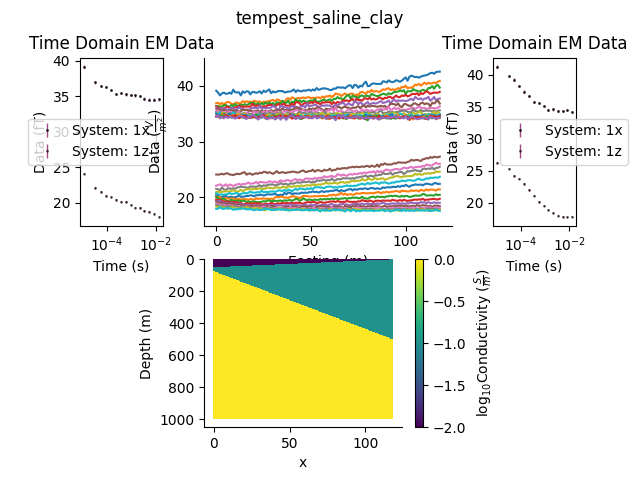 tempest_saline_clay
Time Domain EM Data
Time Domain EM Data
40
35
30
25
20
Data (fT)
System: 1x
System: 1z
10⁻⁴
10⁻²
Time (s)
40
30
20
0
50
100
Easting (m)
40
35
30
25
20
Data (fT)
System: 1x
System: 1z
10⁻⁴
10⁻²
Time (s)
0
200
400
600
800
1000
Depth (m)
0
50
100
x
0.0
−0.5
−1.0
−1.5
−2.0
log₁₀Conductivity (S/m)